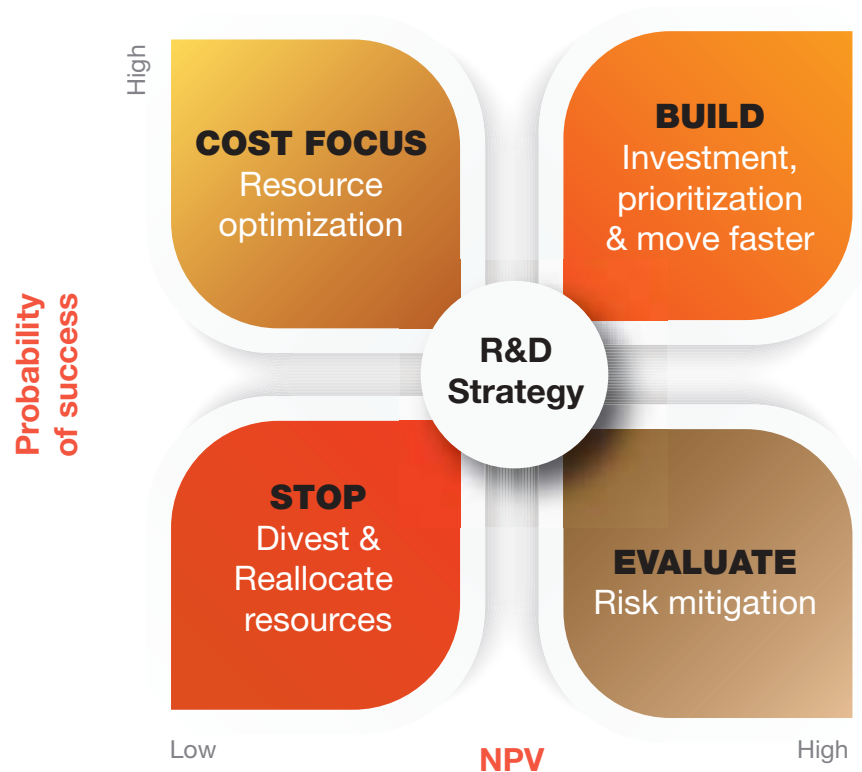 High
COST FOCUS
Resource
optimization
BUILD
Investment,
prioritization
& move faster
Probability
of success
R&D
Strategy
STOP
Divest &
Reallocate
resources
EVALUATE
Risk mitigation
Low
NPV
High